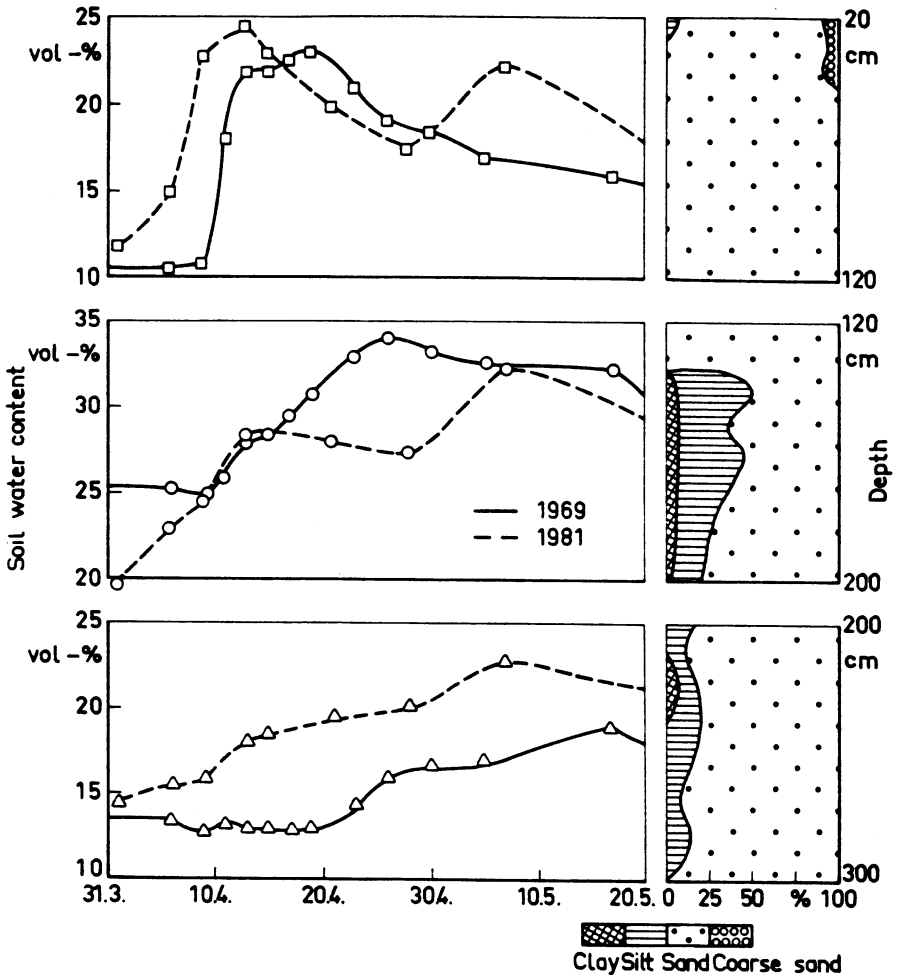 25
vol -%
20
15
10
20
cm
120
35
vol -%
30
25
20
1969
1981
120
cm
200
Soil water content
Depth
25
vol -%
20
15
10
31.3. 10.4. 20.4. 30.4. 10.5. 20.5.
200
cm
300
0 25 50 75 % 100
Clay Silt Sand Coarse sand